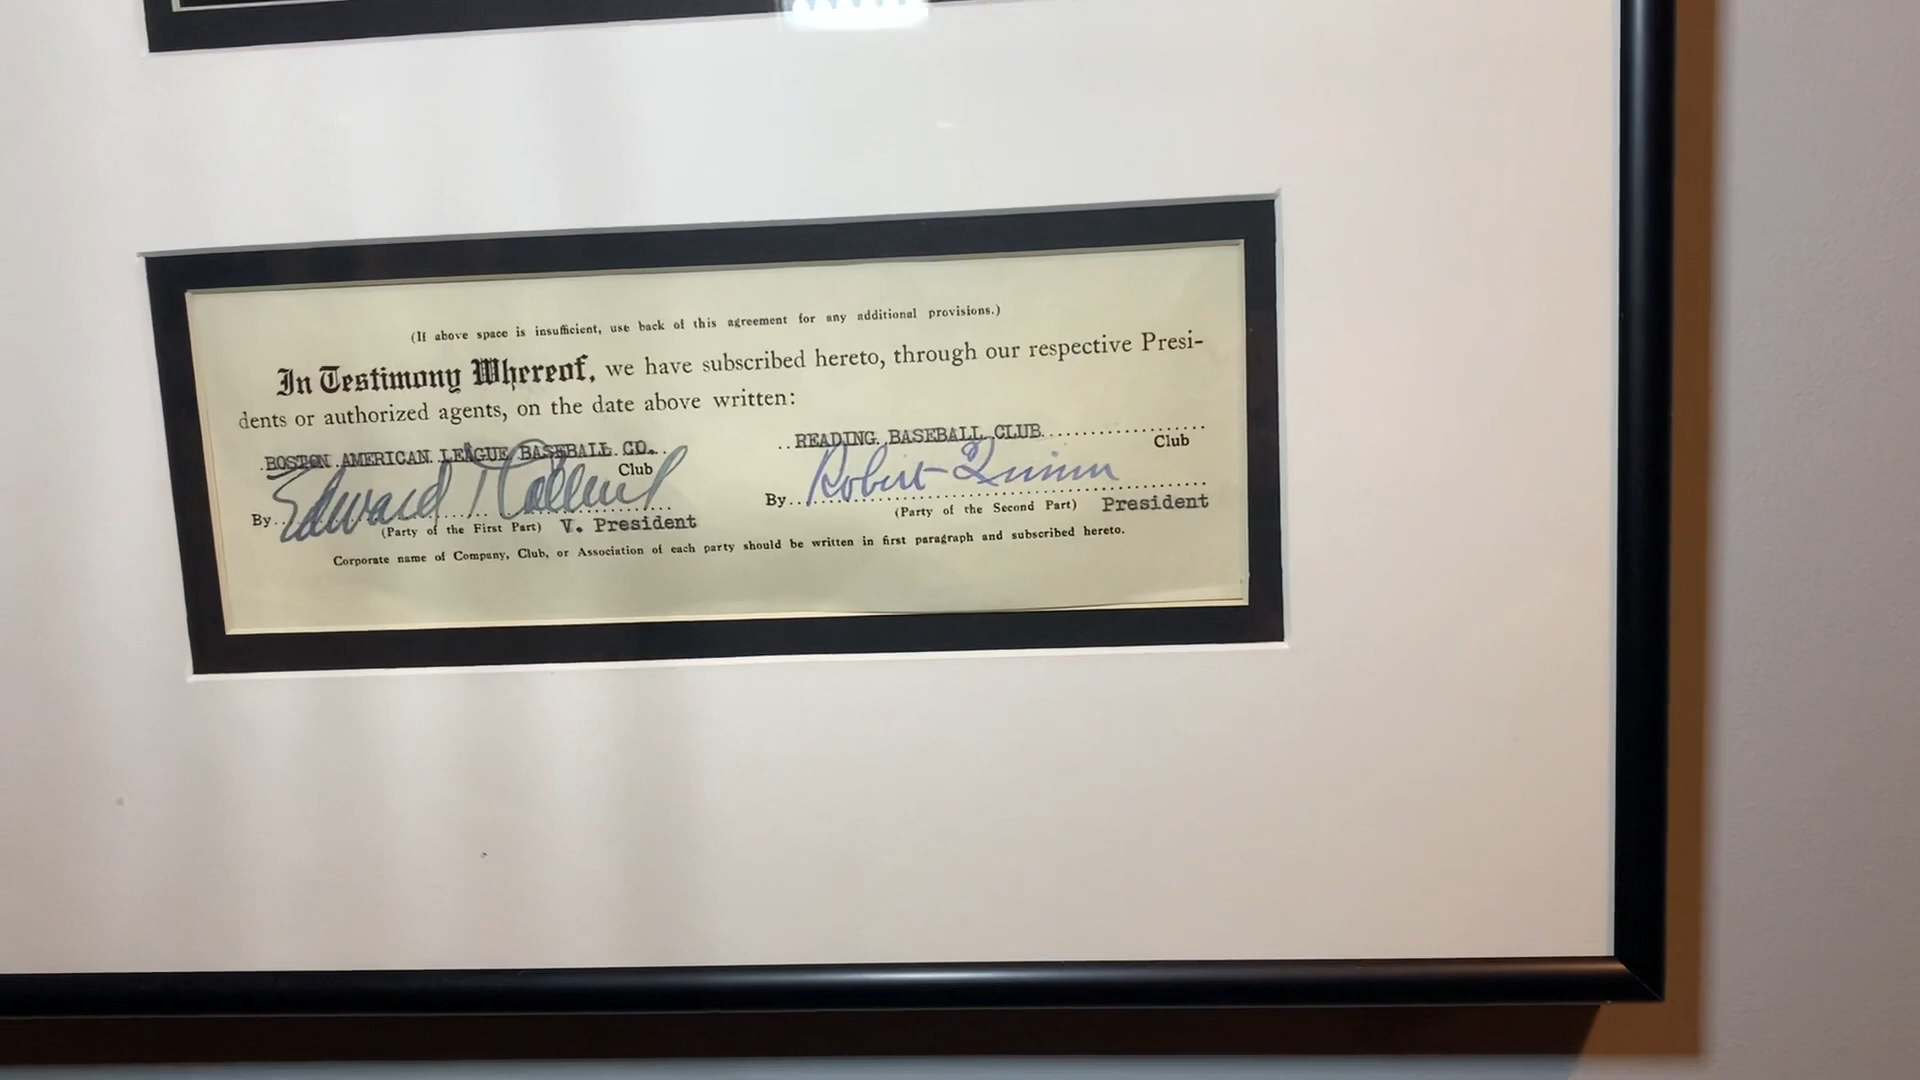 (If above space is insufficient, use back of this agreement for any additional provisions.)
In Testimony Whereof, we have subscribed hereto, through our respective Presi-
dents or authorized agents, on the date above written:
BOSTON AMERICAN LEAGUE BASEBALL CO.
Club
READING BASEBALL CLUB
Club
By Edward T Collins
(Party of the First Part) V. President
By Robert Quinn
(Party of the Second Part) President
Corporate name of Company, Club, or Association of each party should be written in first paragraph and subscribed hereto.